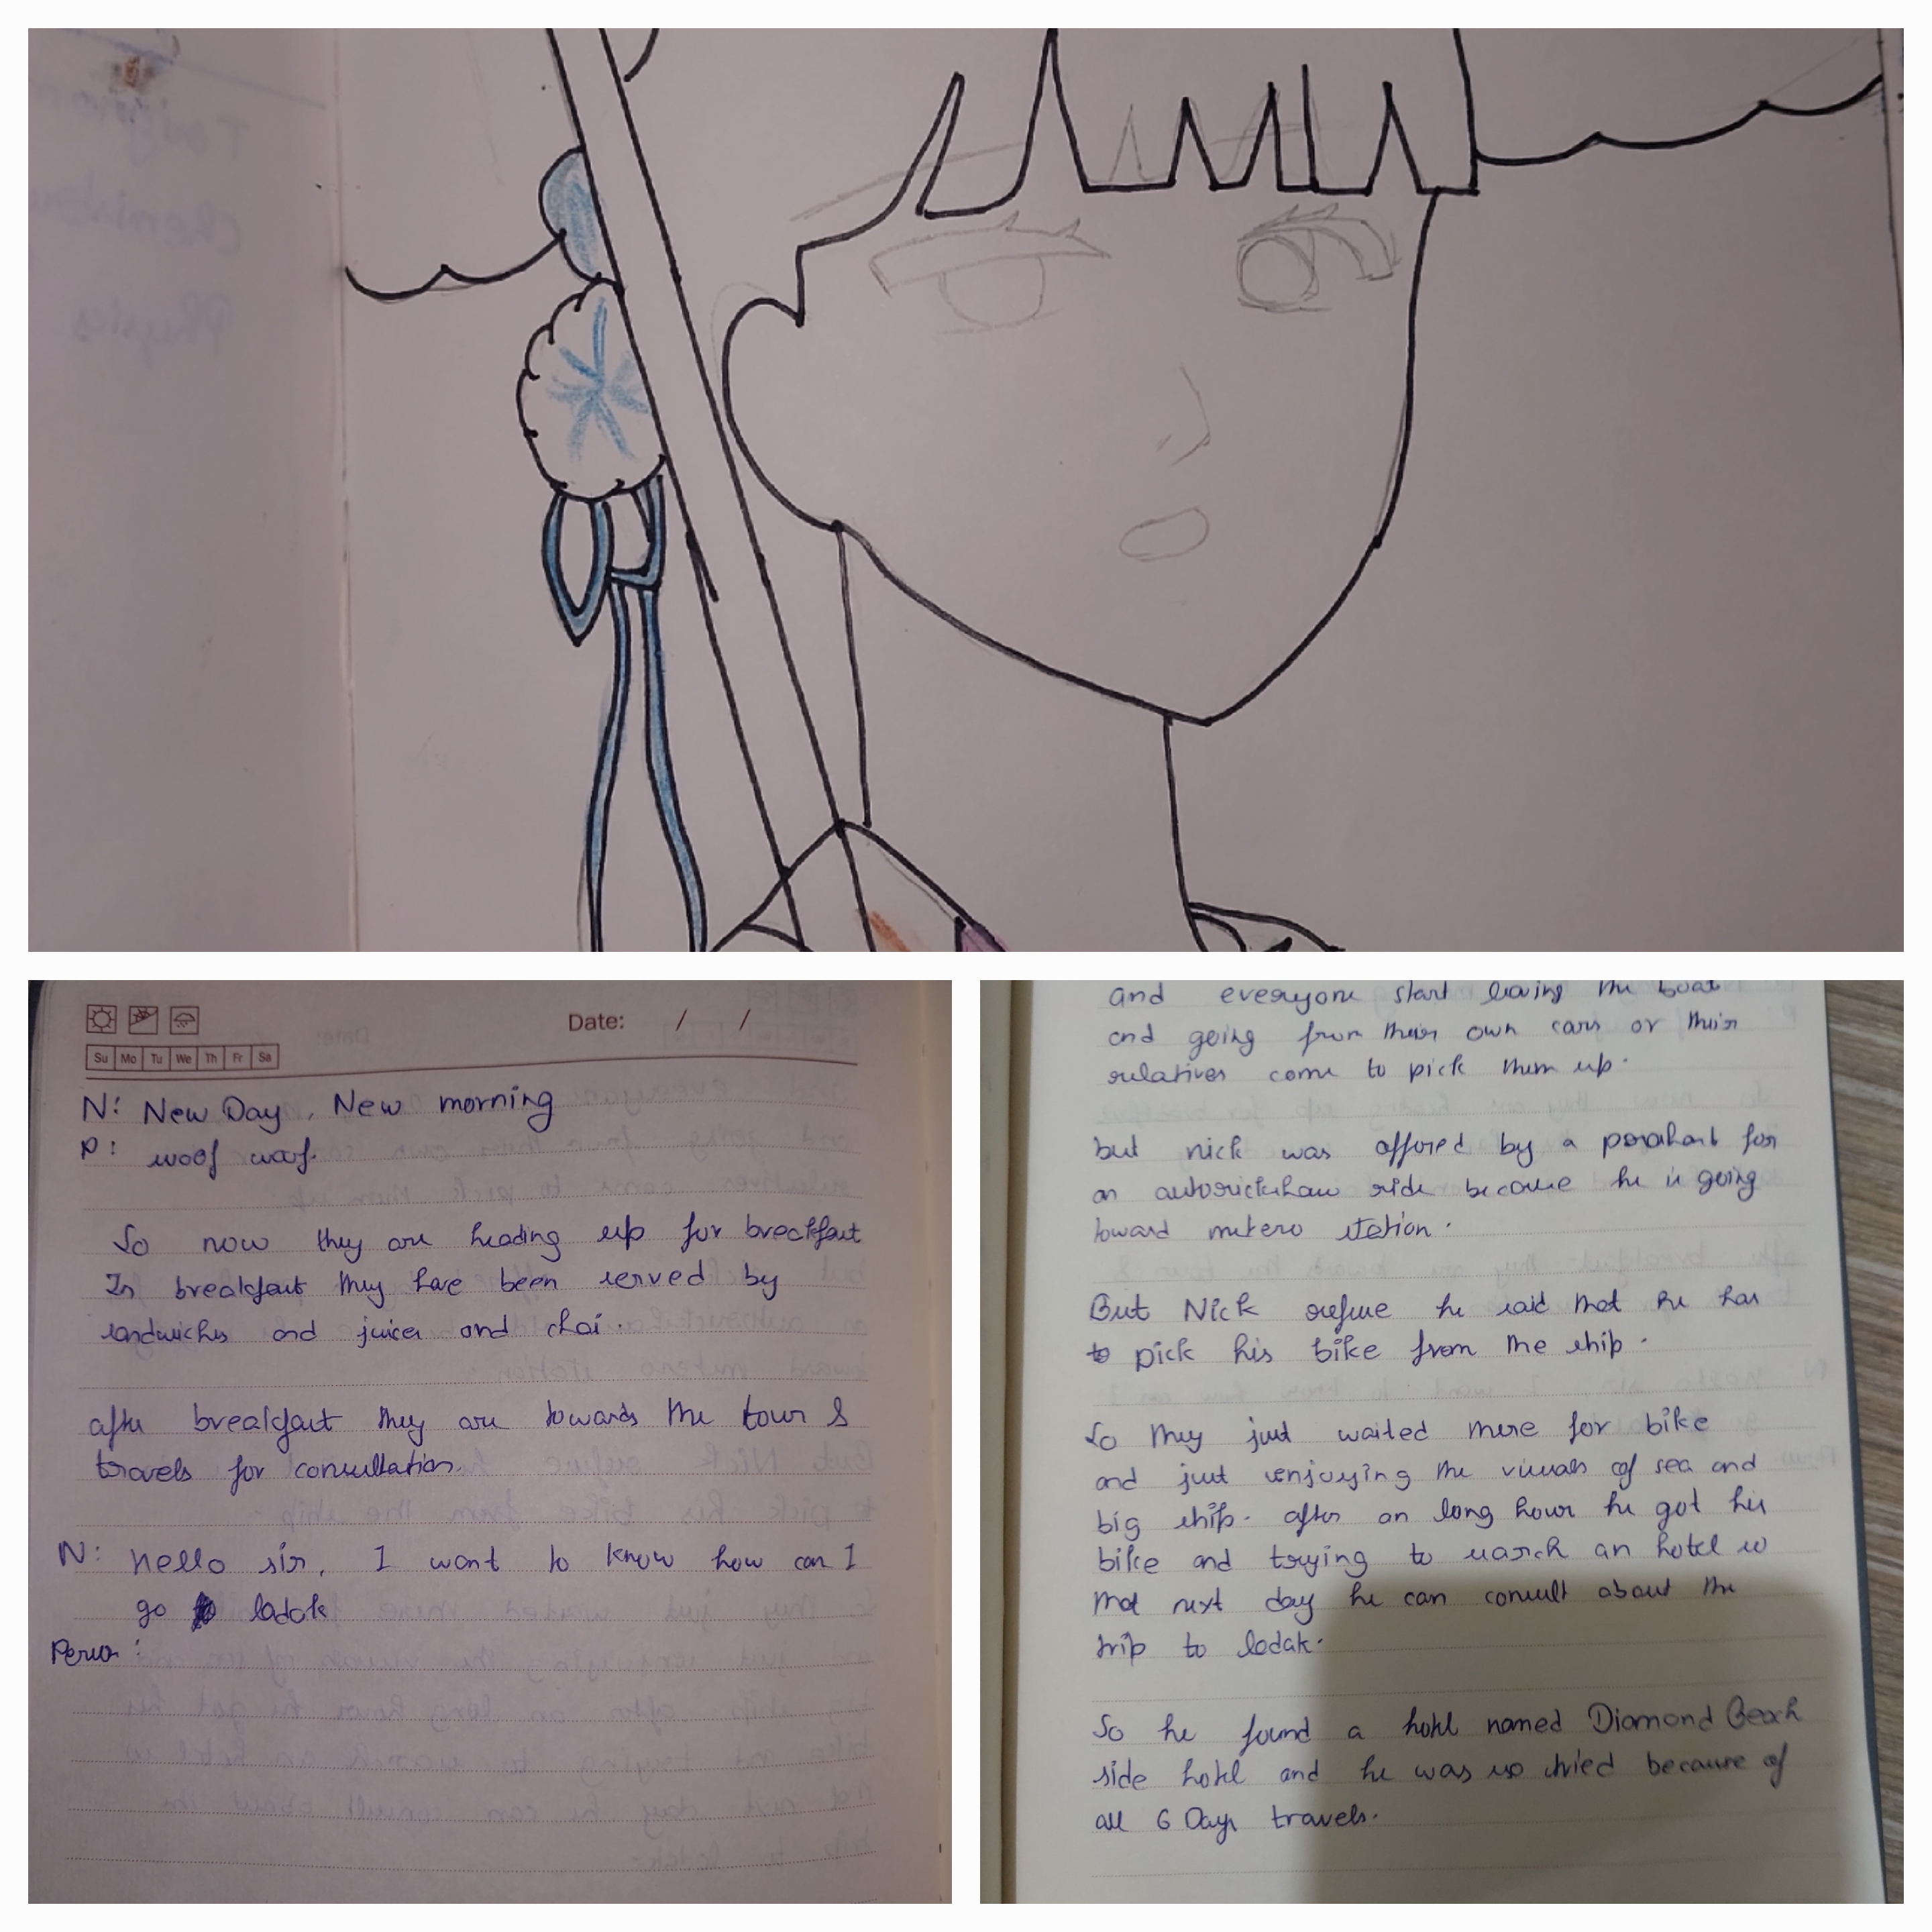 Date: / /
Su Mo Tu We Th Fr Sa
N: New Day, New morning
P: woof woof.
So now they are heading up for breakfast
In breakfast they have been served by
sandwiches and juices and chai.
after breakfast they are towards the tour &
travels for consultation.
N: Hello sir, I want to know how can I
go ladak
Person:
and everyone start leaving the boat
and going from their own cars or their
relatives come to pick them up.
but nick was affored by a for
an autorickshaw ride because he is going
toward metero station.
But Nick refuse he said that he has
to pick his bike from the ship.
So they just waited there for bike
and just enjoying the visuals of sea and
big ship. after an long hour he got his
bike and trying to search an hotel so
that next day he can consult about the
trip to ladak.
So he found a hotel named Diamond Beach
side hotel and he was so tried because of
all 6 Days travels.